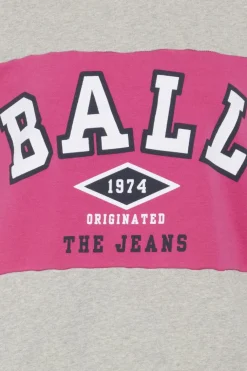 BALL
1974
ORIGINATED
THE JEANS